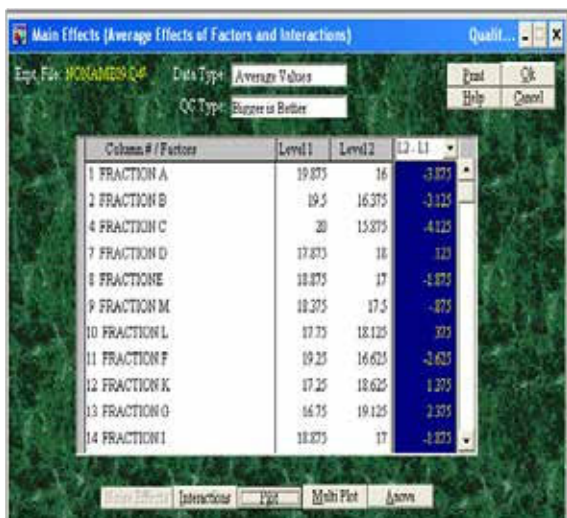 Main Effects (Average Effects of Factors and Interactions) Qualit...
Expt. File: NONAME09.Q4W Data Type: Average Values Print Ok
QC Type: Bigger is Better Help Cancel
Column # / Factors Level 1 Level 2 L2 - L1
1 FRACTION A 19.875 16 -3.875
2 FRACTION B 19.5 16.375 -3.125
4 FRACTION C 20 15.875 -4.125
7 FRACTION D 17.875 18 .125
8 FRACTIONE 18.875 17 -1.875
9 FRACTION M 18.375 17.5 -.875
10 FRACTION L 17.75 18.125 .375
11 FRACTION F 19.25 16.625 -2.625
12 FRACTION K 17.25 18.625 1.375
13 FRACTION G 16.75 19.125 2.375
14 FRACTION I 18.875 17 -1.875
Interactions Plot Multi Plot Anova